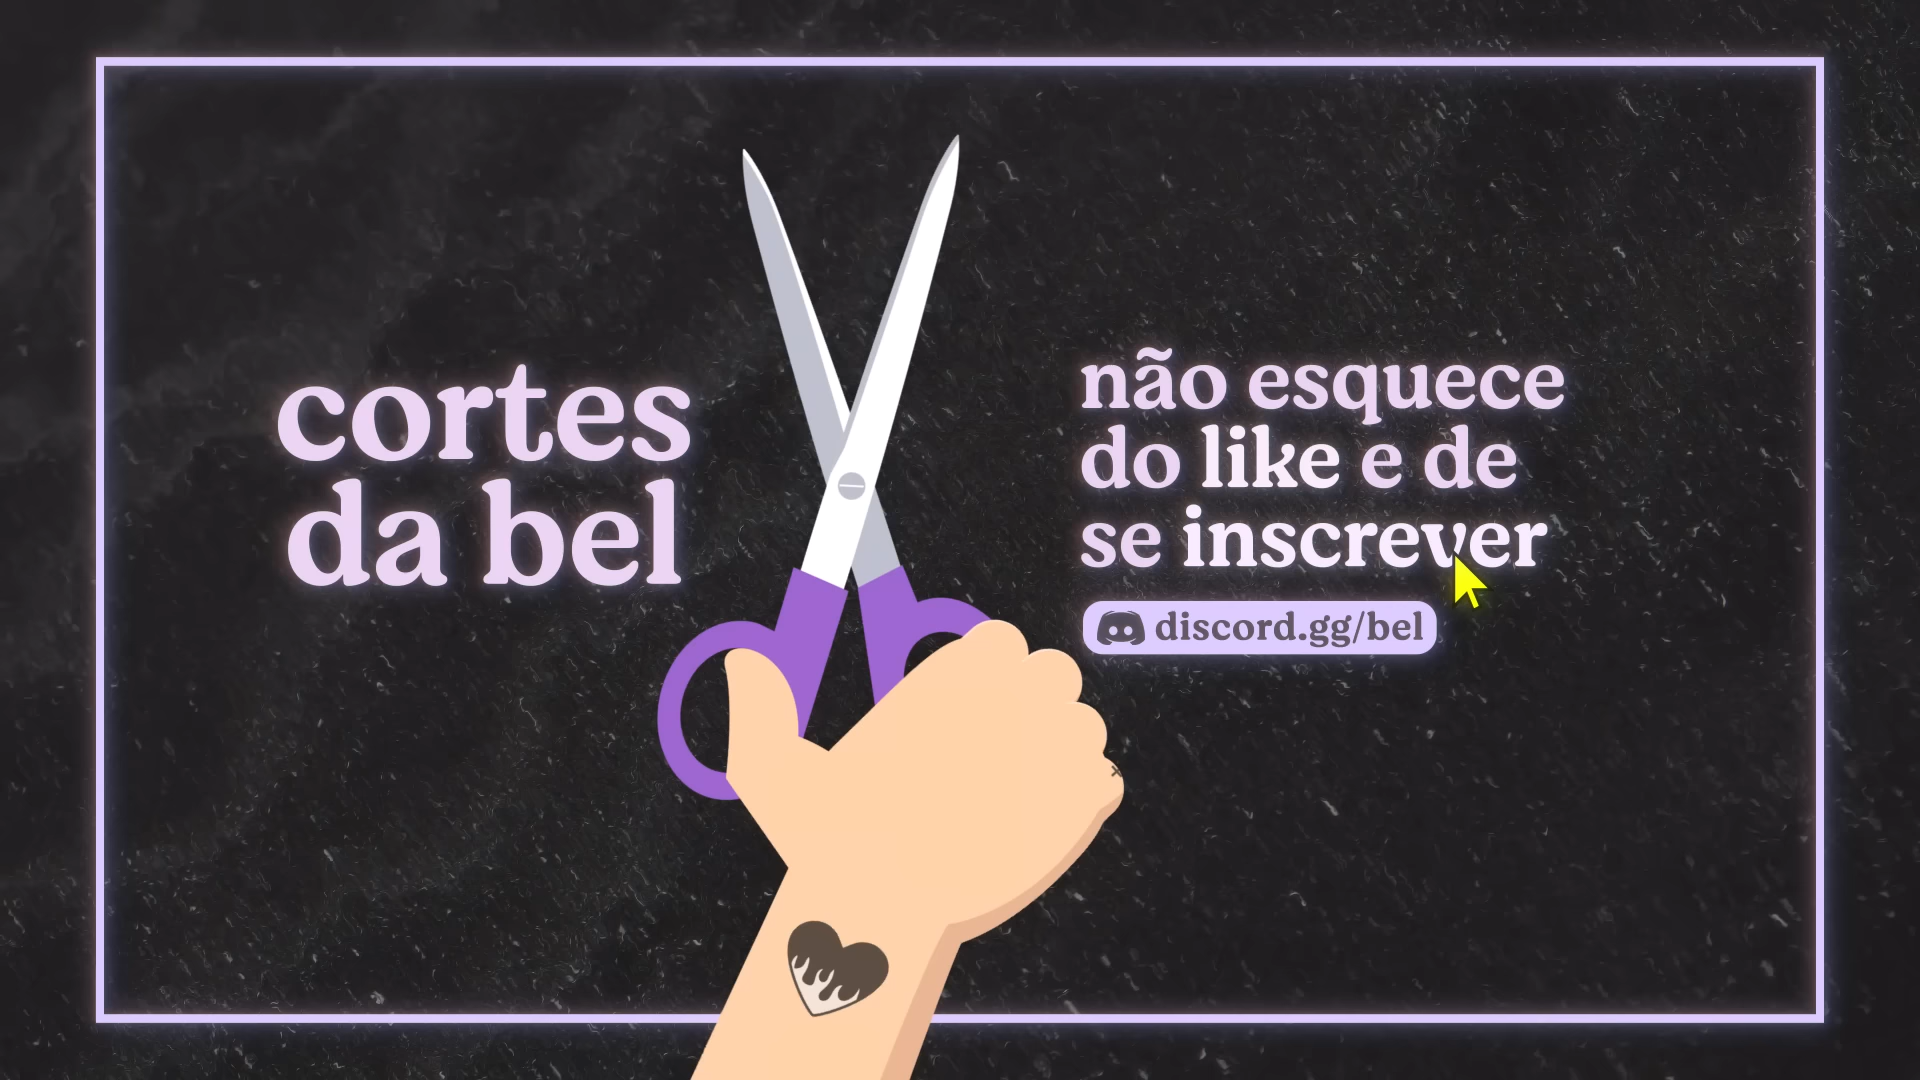 cortes
da bel
não esquece
do like e de
se inscrever
discord.gg/bel